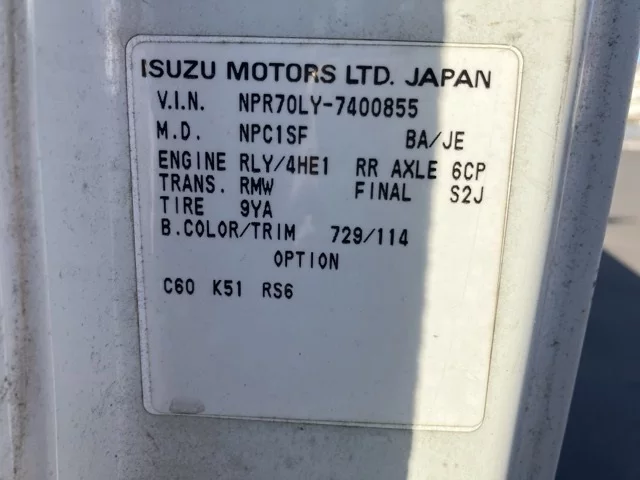 ISUZU MOTORS LTD. JAPAN
V.I.N. NPR70LY-7400855
M.D. NPC1SF BA/JE
ENGINE RLY/4HE1 RR AXLE 6CP
TRANS. RMW FINAL S2J
TIRE 9YA
B.COLOR/TRIM 729/114
OPTION
C60 K51 RS6